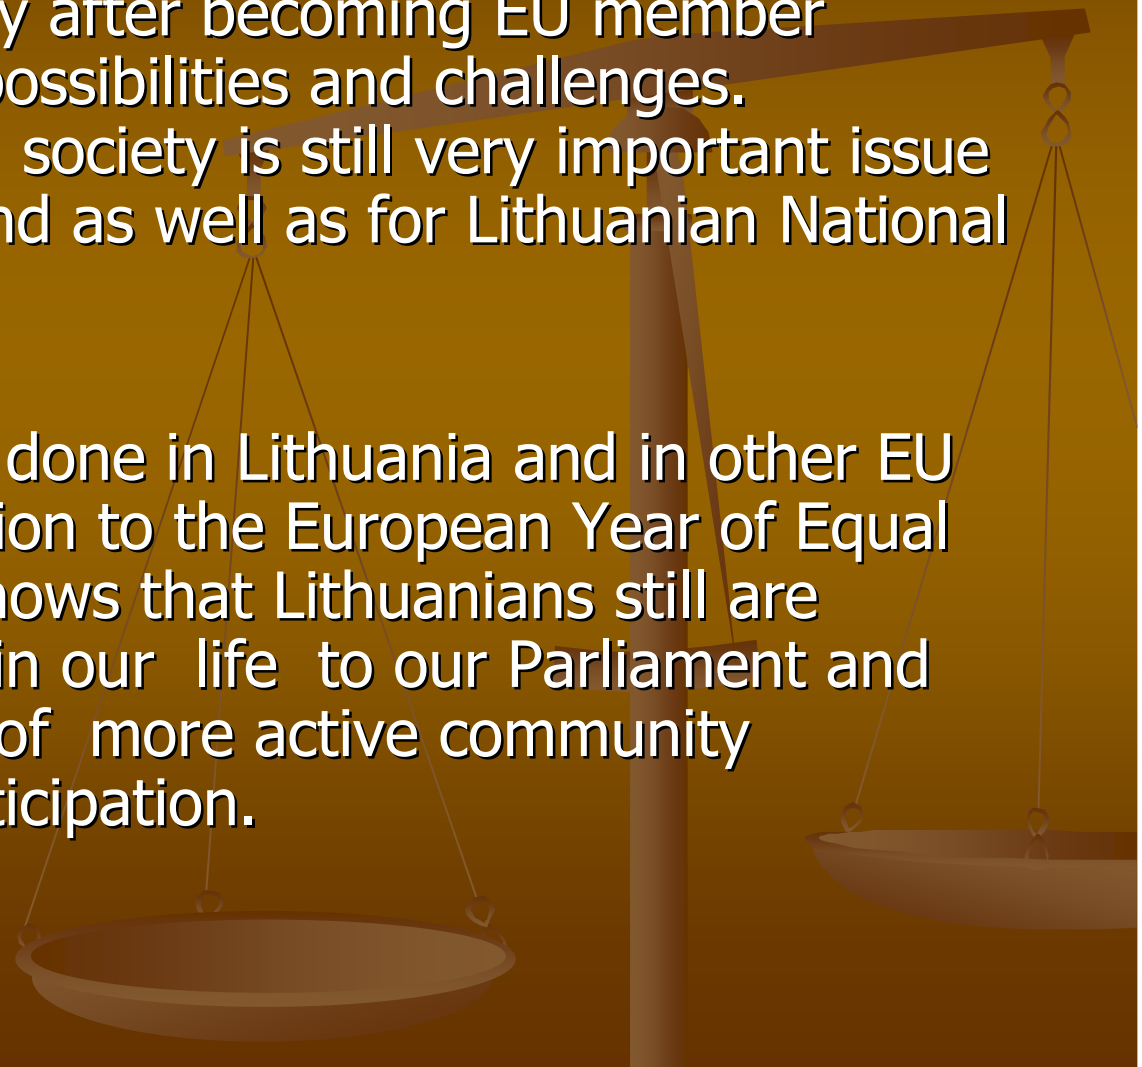 y after becoming EU member
possibilities and challenges.
society is still very important issue
nd as well as for Lithuanian National
done in Lithuania and in other EU
ion to the European Year of Equal
hows that Lithuanians still are
in our life to our Parliament and
of more active community
ticipation.